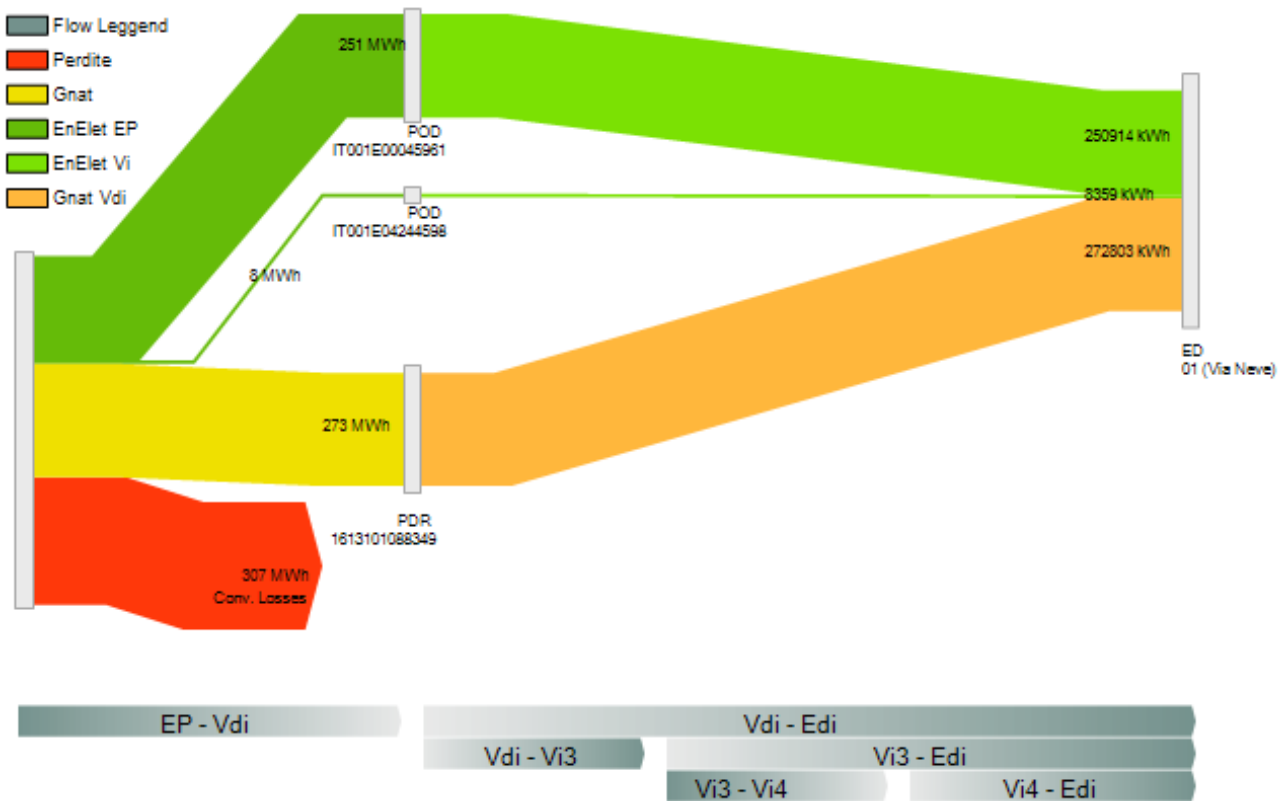 Flow Leggend
Perdite
Gnat
EnElet EP
EnElet Vi
Gnat Vdi
251 MWh
POD
IT001E00045961
POD
IT001E04244598
8 MWh
273 MWh
PDR
1613101088349
307 MWh
Conv. Losses
250914 kWh
8359 kWh
272803 kWh
ED
01 (Via Neve)
EP - Vdi
Vdi - Edi
Vdi - Vi3
Vi3 - Edi
Vi3 - Vi4
Vi4 - Edi